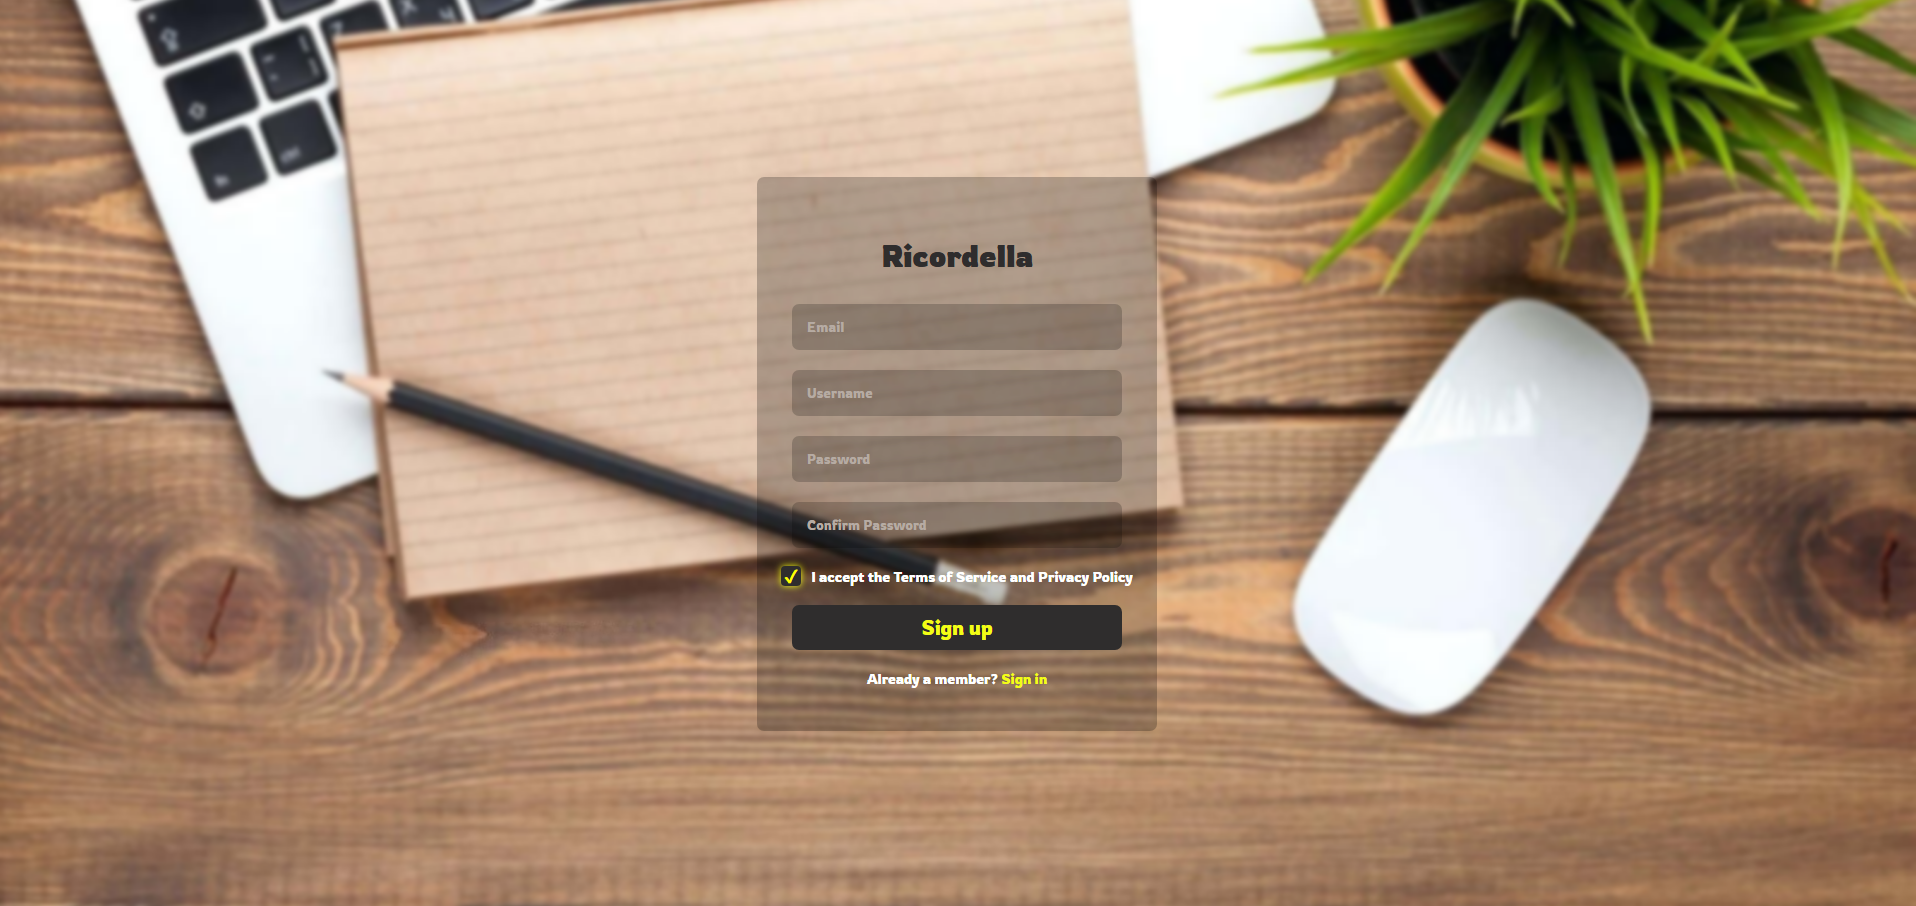 Ricordella
Email
Username
Password
Confirm Password
I accept the Terms of Service and Privacy Policy
Sign up
Already a member? Sign in